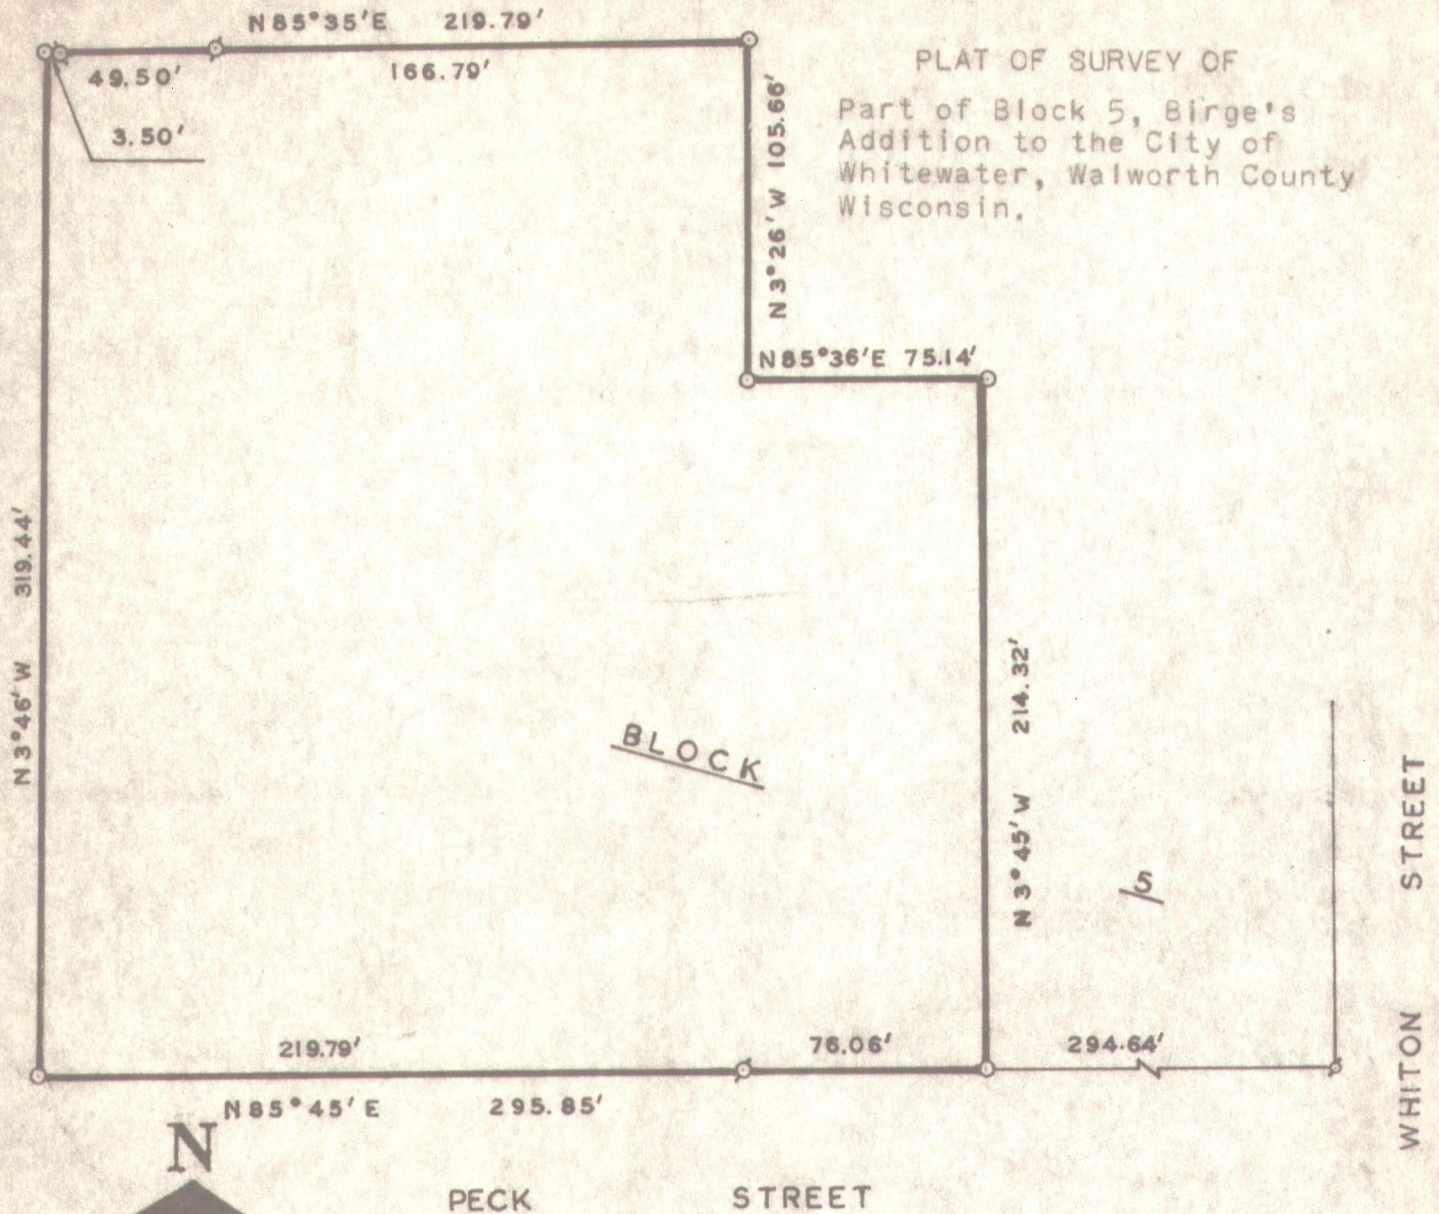 N85°35'E 219.79'
49.50'
166.79'
3.50'
PLAT OF SURVEY OF
Part of Block 5, Birge's
Addition to the City of
Whitewater, Walworth County
Wisconsin.
N3°26'W 105.66'
N85°36'E 75.14'
N3°46'W 319.44'
N3°45'W 214.32'
BLOCK
5
219.79'
76.06'
294.64'
N85°45'E 295.85'
WHITON STREET
N
PECK STREET